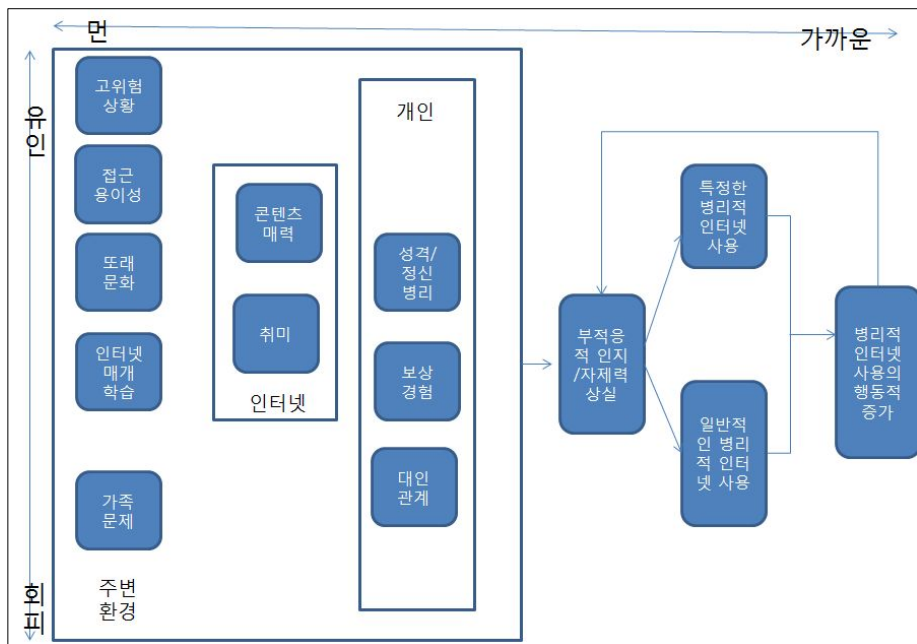 먼
가까운
유인
회피
고위험
상황
접근
용이성
또래
문화
인터넷
매개
학습
가족
문제
주변
환경
콘텐츠
매력
취미
인터넷
개인
성격/
정신
병리
보상
경험
대인
관계
부적응
적 인지
/자제력
상실
특정한
병리적
인터넷
사용
일반적
인 병리
적 인터
넷 사용
병리적
인터넷
사용의
행동적
증가